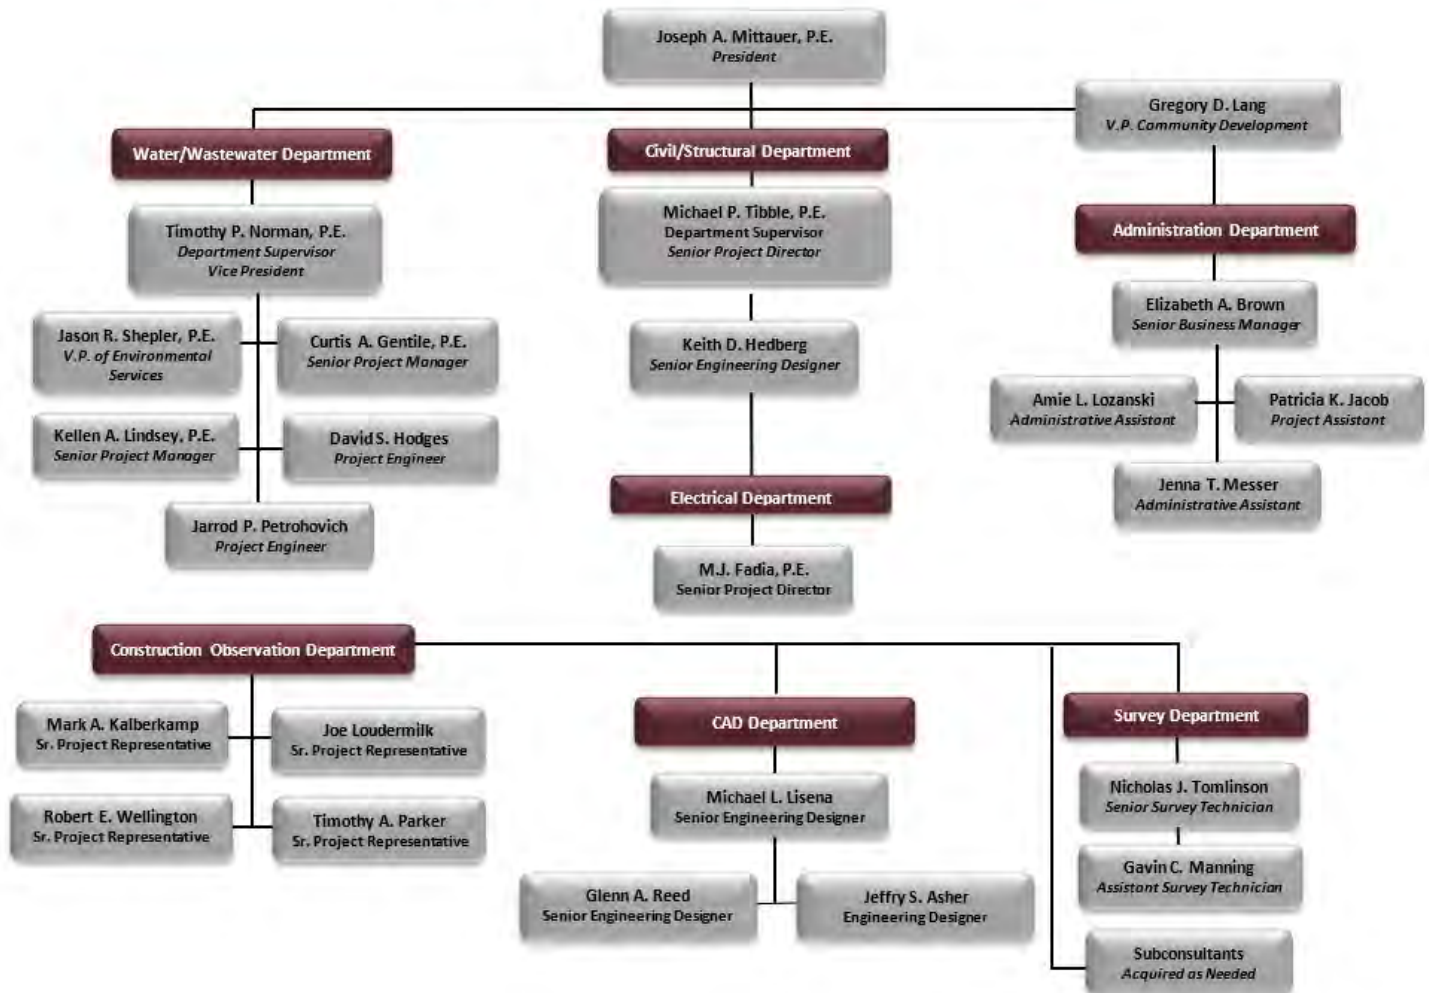 Joseph A. Mittauer, P.E.
President
Gregory D. Lang
V.P. Community Development
Water/Wastewater Department
Timothy P. Norman, P.E.
Department Supervisor
Vice President
Jason R. Shepler, P.E.
V.P. of Environmental
Services
Curtis A. Gentile, P.E.
Senior Project Manager
Kellen A. Lindsey, P.E.
Senior Project Manager
David S. Hodges
Project Engineer
Jarrod P. Petrohovich
Project Engineer
Civil/Structural Department
Michael P. Tibble, P.E.
Department Supervisor
Senior Project Director
Keith D. Hedberg
Senior Engineering Designer
Electrical Department
M.J. Fadia, P.E.
Senior Project Director
Administration Department
Elizabeth A. Brown
Senior Business Manager
Amie L. Lozanski
Administrative Assistant
Patricia K. Jacob
Project Assistant
Jenna T. Messer
Administrative Assistant
Construction Observation Department
Mark A. Kalberkamp
Sr. Project Representative
Joe Loudermilk
Sr. Project Representative
Robert E. Wellington
Sr. Project Representative
Timothy A. Parker
Sr. Project Representative
CAD Department
Michael L. Lisena
Senior Engineering Designer
Glenn A. Reed
Senior Engineering Designer
Jeffry S. Asher
Engineering Designer
Survey Department
Nicholas J. Tomlinson
Senior Survey Technician
Gavin C. Manning
Assistant Survey Technician
Subconsultants
Acquired as Needed